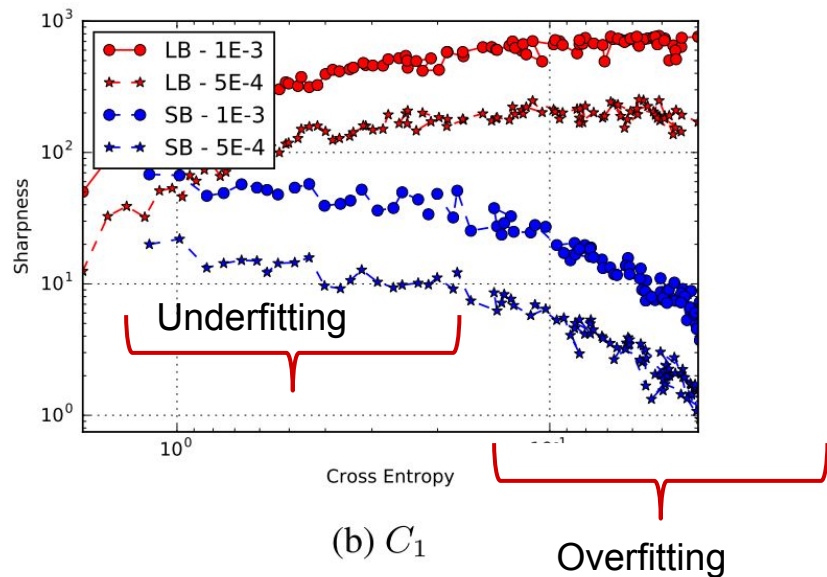 10³
LB - 1E-3
LB - 5E-4
SB - 1E-3
SB - 5E-4
10²
Sharpness
10¹
Underfitting
10⁰
10⁰
Cross Entropy
(b) C₁
Overfitting